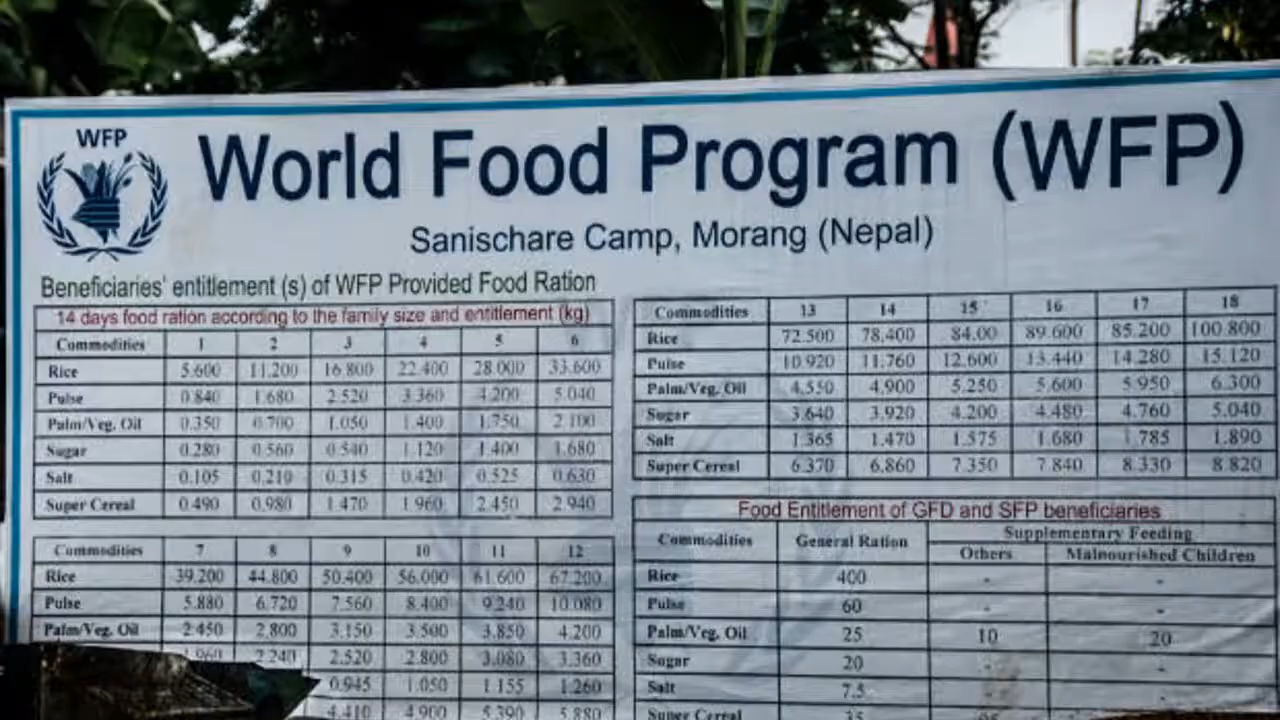 WFP
World Food Program (WFP)
Sanischare Camp, Morang (Nepal)
Beneficiaries' entitlement (s) of WFP Provided Food Ration
14 days food ration according to the family size and entitlement (kg)
Commodities 1 2 3 4 5 6
Rice 5.600 11.200 16.800 22.400 28.000 33.600
Pulse 0.840 1.680 2.520 3.360 4.200 5.040
Palm/Veg. Oil 0.350 0.700 1.050 1.400 1.750 2.100
Sugar 0.280 0.560 0.540 1.120 1.400 1.680
Salt 0.105 0.210 0.315 0.420 0.525 0.630
Super Cereal 0.490 0.980 1.470 1.960 2.450 2.940
Commodities 7 8 9 10 11 12
Rice 39.200 44.800 50.400 56.000 61.600 67.200
Pulse 5.880 6.720 7.560 8.400 9.240 10.080
Palm/Veg. Oil 2.450 2.800 3.150 3.500 3.850 4.200
1.960 2.240 2.520 2.800 3.080 3.360
0.945 1.050 1.155 1.260
4.410 4.900 5.390 5.880
Commodities 13 14 15 16 17 18
Rice 72.500 78.400 84.00 89.600 85.200 100.800
Pulse 10.920 11.760 12.600 13.440 14.280 15.120
Palm/Veg. Oil 4.550 4.900 5.250 5.600 5.950 6.300
Sugar 3.640 3.920 4.200 4.480 4.760 5.040
Salt 1.365 1.470 1.575 1.680 1.785 1.890
Super Cereal 6.370 6.860 7.350 7.840 8.330 8.820
Food Entitlement of GFD and SFP beneficiaries
Commodities General Ration Supplementary Feeding
Others Malnourished Children
Rice 400 - -
Pulse 60 - -
Palm/Veg. Oil 25 10 20
Sugar 20 - -
Salt 7.5 - -
Super Cereal 35